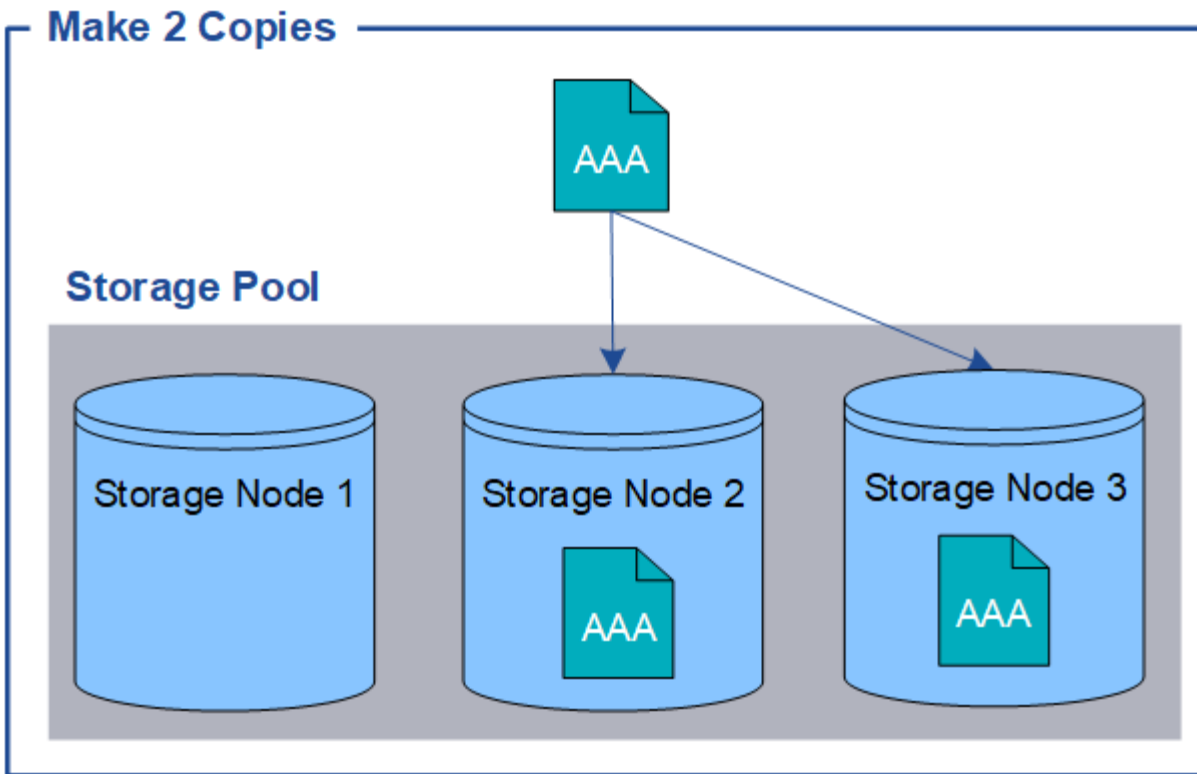 Make 2 Copies
AAA
Storage Pool
Storage Node 1
Storage Node 2
Storage Node 3
AAA
AAA